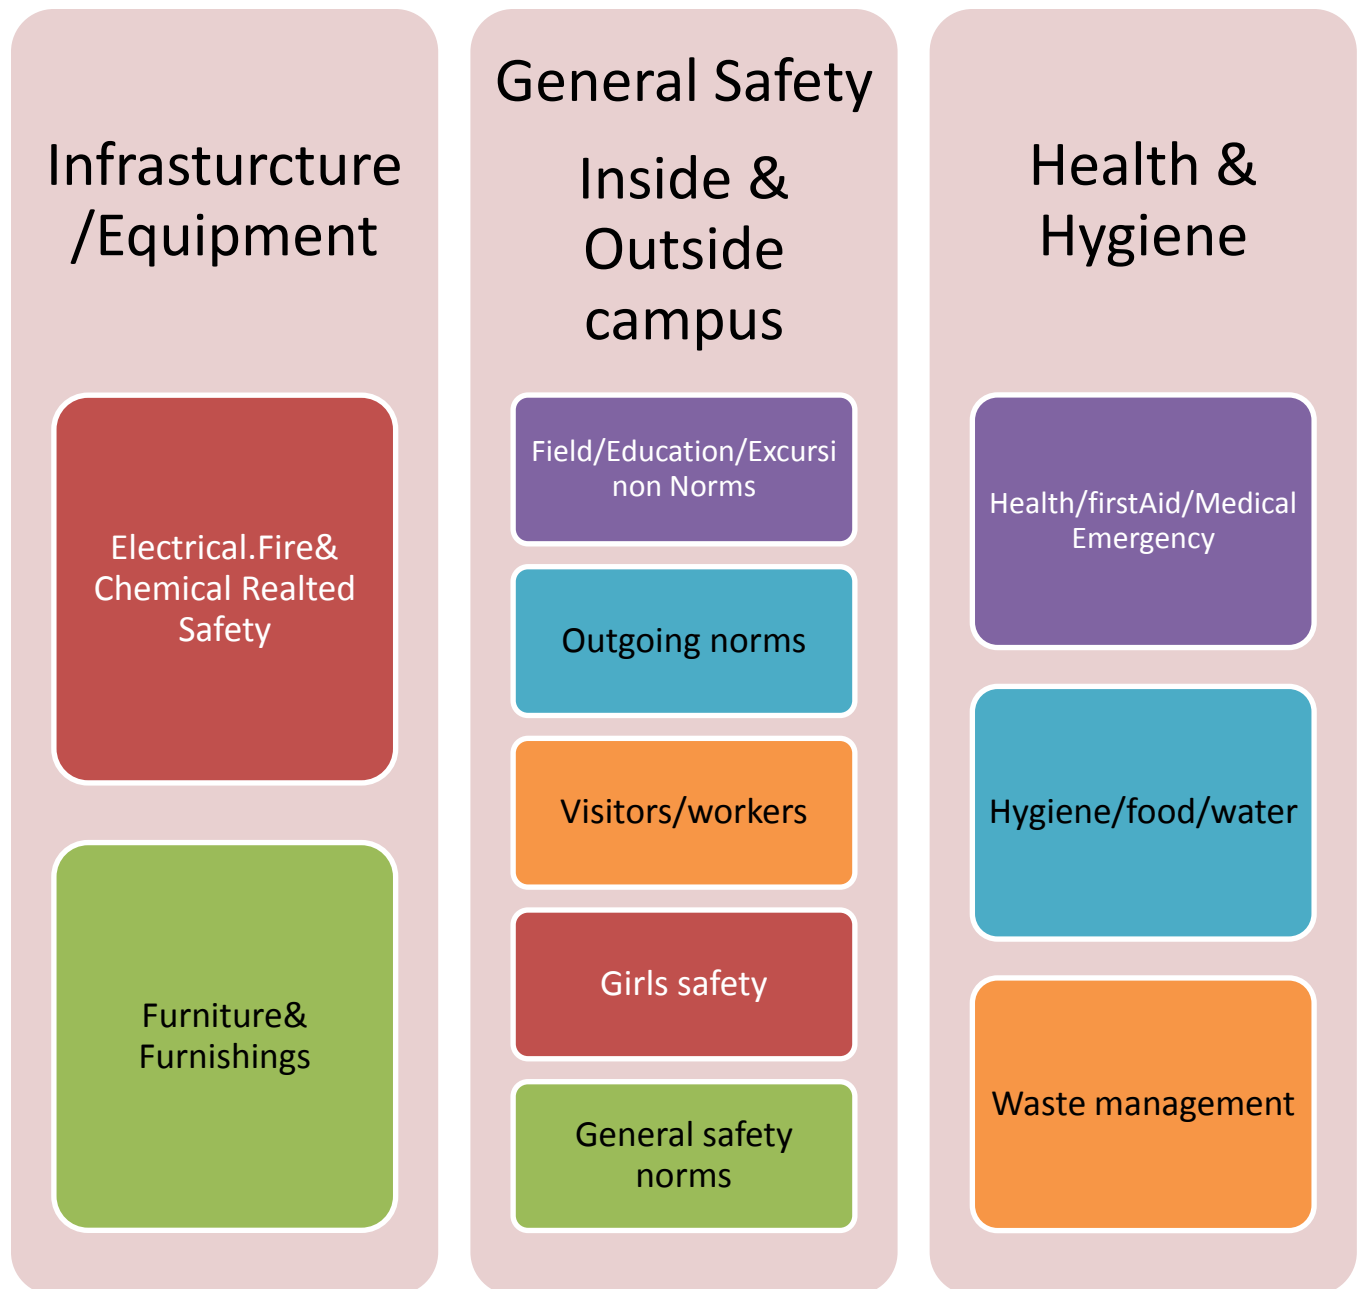 Infrasturcture
/Equipment
Electrical.Fire&
Chemical Realted
Safety
Furniture&
Furnishings
General Safety
Inside &
Outside
campus
Field/Education/Excursi
non Norms
Outgoing norms
Visitors/workers
Girls safety
General safety
norms
Health &
Hygiene
Health/firstAid/Medical
Emergency
Hygiene/food/water
Waste management